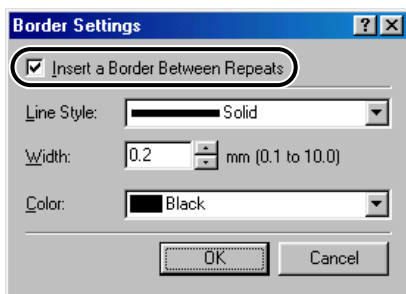 Border Settings
Insert a Border Between Repeats
Line Style: Solid
Width: 0.2 mm (0.1 to 10.0)
Color: Black
OK Cancel